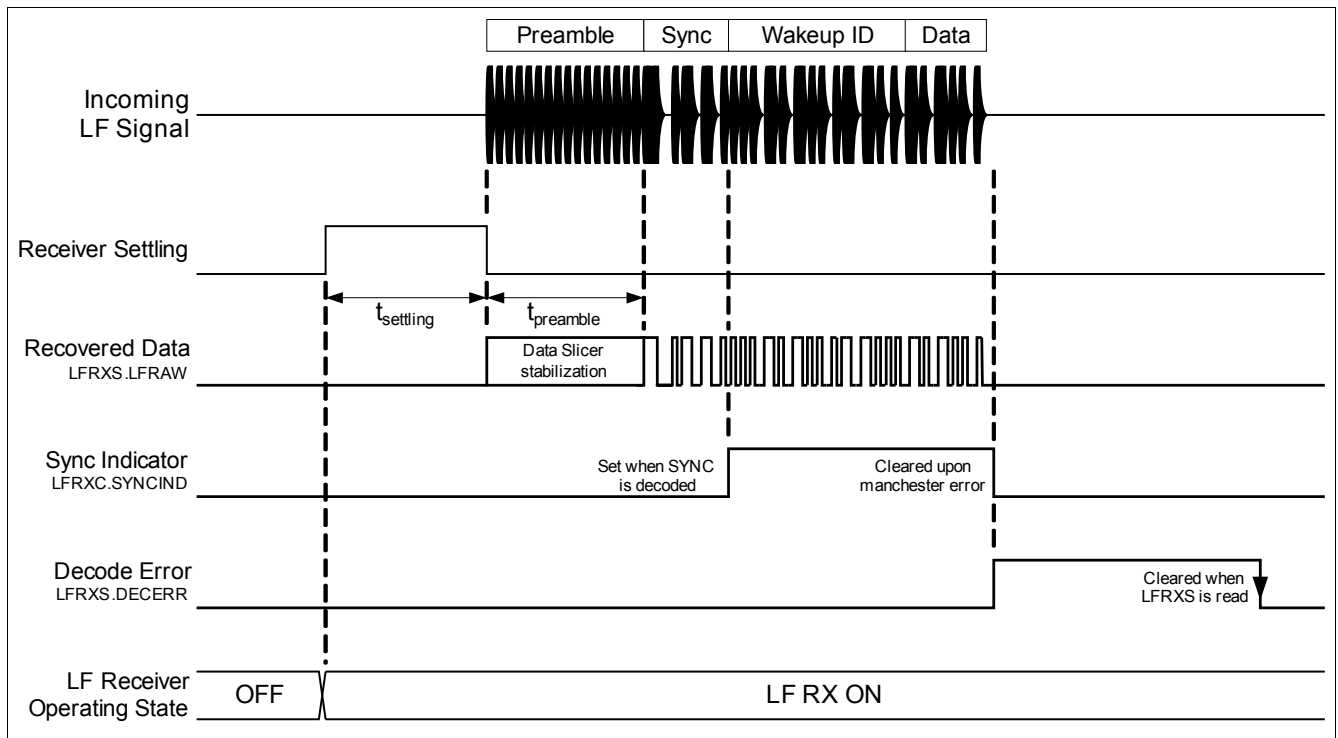 Preamble Sync Wakeup ID Data
Incoming
LF Signal
Receiver Settling
tsettling
tpreamble
Recovered Data
LFRXS.LFRAW
Data Slicer
stabilization
Sync Indicator
LFRXC.SYNCIND
Set when SYNC
is decoded
Cleared upon
manchester error
Decode Error
LFRXS.DECERR
Cleared when
LFRXS is read
LF Receiver
Operating State
OFF
LF RX ON